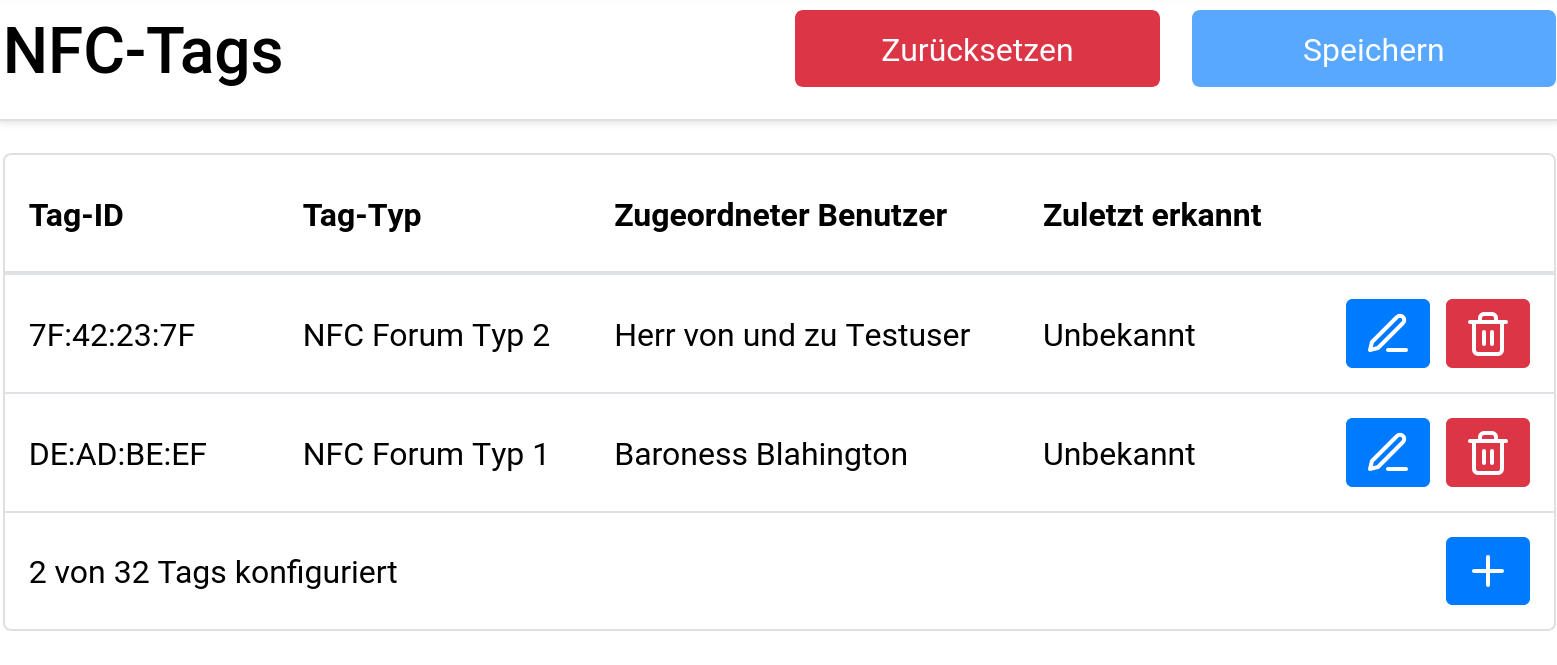 NFC-Tags
Zurücksetzen
Speichern
Tag-ID Tag-Typ Zugeordneter Benutzer Zuletzt erkannt
7F:42:23:7F NFC Forum Typ 2 Herr von und zu Testuser Unbekannt
DE:AD:BE:EF NFC Forum Typ 1 Baroness Blahington Unbekannt
2 von 32 Tags konfiguriert